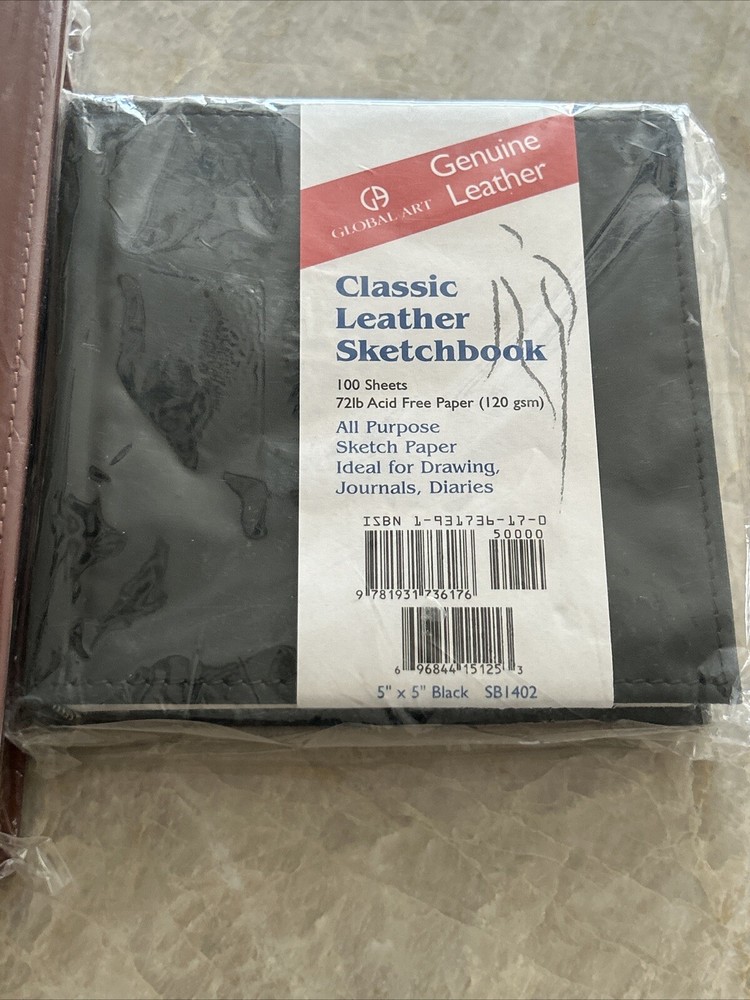 Genuine
Leather
GA
GLOBAL ART
Classic
Leather
Sketchbook
100 Sheets
72lb Acid Free Paper (120 gsm)
All Purpose
Sketch Paper
Ideal for Drawing,
Journals, Diaries
ISBN 1-931736-17-0
50000
9 781931 736176
6 96844 15125 3
5" x 5" Black SB1402